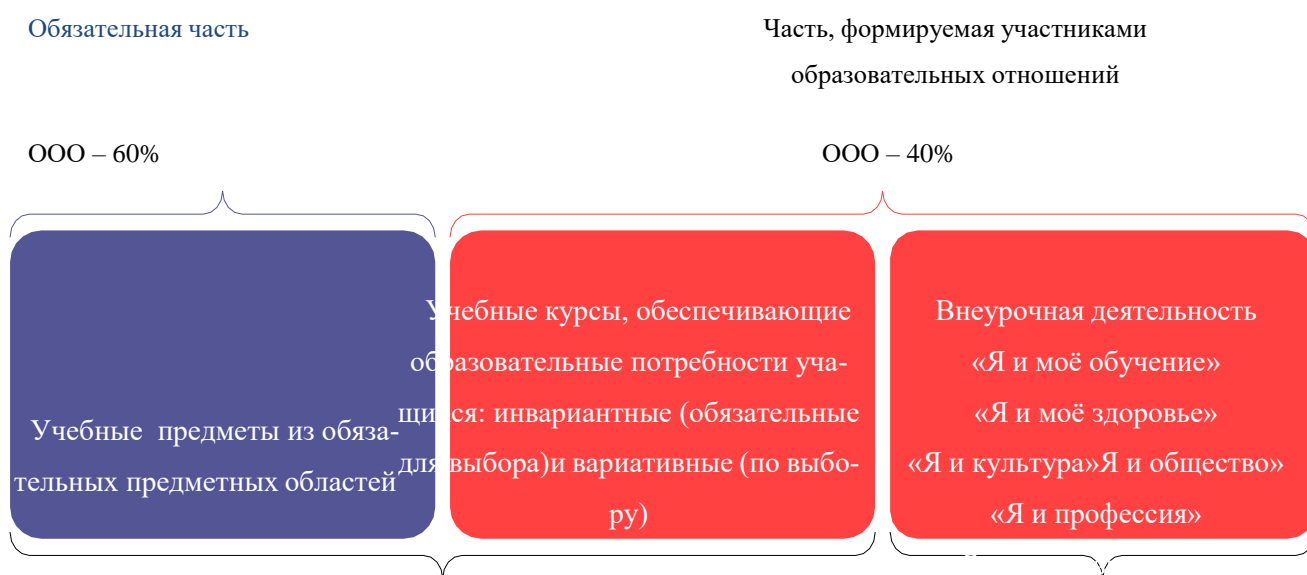 Обязательная часть
Часть, формируемая участниками
образовательных отношений
ООО – 60%
ООО – 40%
Учебные предметы из обяза-
тельных предметных областей
Учебные курсы, обеспечивающие
образовательные потребности уча-
щихся: инвариантные (обязательные
для выбора)и вариативные (по выбо-
ру)
Внеурочная деятельность
«Я и моё обучение»
«Я и моё здоровье»
«Я и культура»Я и общество»
«Я и профессия»